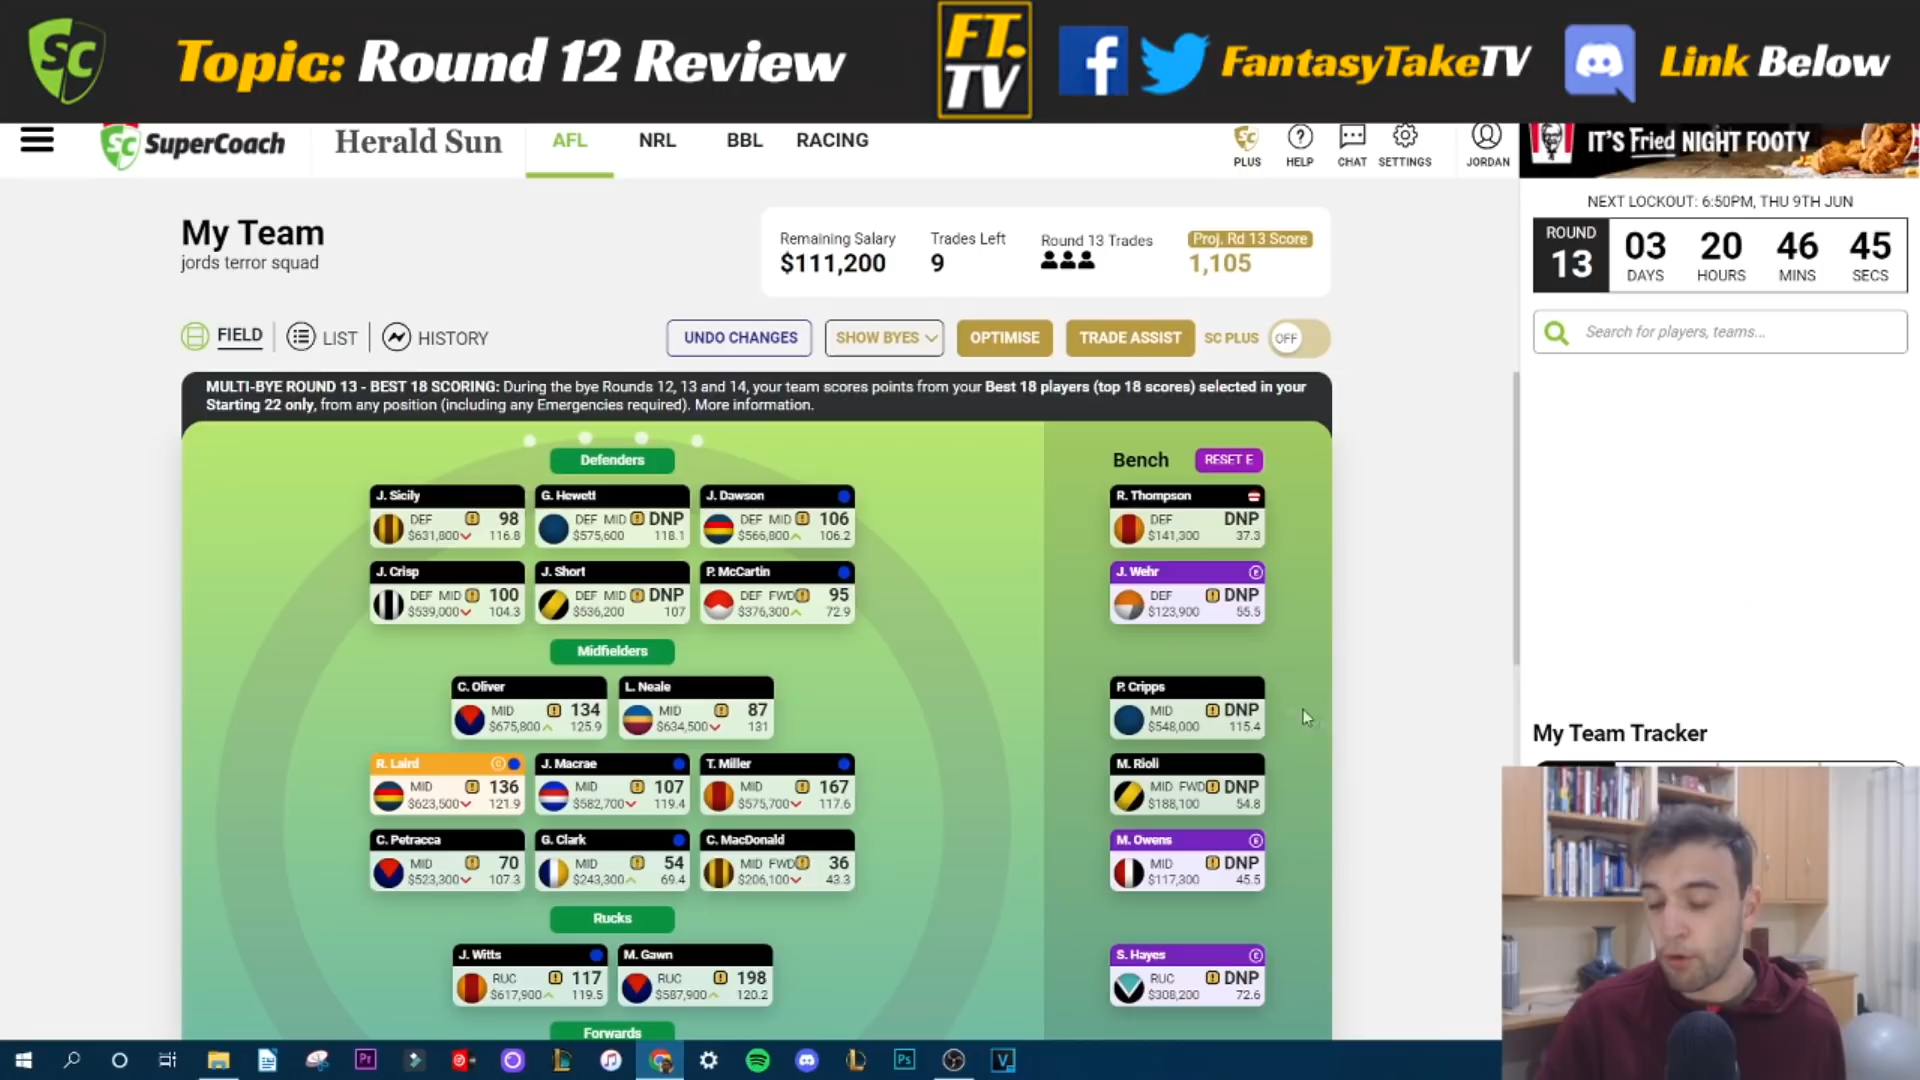 SC Topic: Round 12 Review FT. TV f FantasyTakeTV Link Below
SC SuperCoach Herald Sun AFL NRL BBL RACING
PLUS HELP CHAT SETTINGS JORDAN
IT'S Fried NIGHT FOOTY
NEXT LOCKOUT: 6:50PM, THU 9TH JUN
ROUND 13 03 DAYS 20 HOURS 46 MINS 45 SECS
Search for players, teams...
My Team
jords terror squad
Remaining Salary $111,200
Trades Left 9
Round 13 Trades
Proj. Rd 13 Score 1,105
FIELD LIST HISTORY
UNDO CHANGES SHOW BYES OPTIMISE TRADE ASSIST SC PLUS OFF
MULTI-BYE ROUND 13 - BEST 18 SCORING: During the bye Rounds 12, 13 and 14, your team scores points from your Best 18 players (top 18 scores) selected in your
Starting 22 only, from any position (including any Emergencies required). More information.
Defenders
Bench RESET E
J. Sicily DEF 98 $631,800 116.8
G. Hewett DEF MID DNP $575,600 118.1
J. Dawson DEF MID 106 $566,800 106.2
R. Thompson DEF DNP $141,300 37.3
J. Crisp DEF MID 100 $539,000 104.3
J. Short DEF MID DNP $536,200 107
P. McCartin DEF FWD 95 $376,300 72.9
J. Wehr E DEF DNP $123,900 55.5
Midfielders
C. Oliver MID 134 $675,800 125.9
L. Neale MID 87 $634,500 131
P. Cripps MID DNP $548,000 115.4
R. Laird C MID 136 $623,500 121.9
J. Macrae MID 107 $582,700 119.4
T. Miller MID 167 $575,700 117.6
M. Rioli MID FWD DNP $188,100 54.8
C. Petracca MID 70 $523,300 107.3
G. Clark MID 54 $243,300 69.4
C. MacDonald MID FWD 36 $206,100 43.3
M. Owens E MID DNP $117,300 45.5
Rucks
J. Witts RUC 117 $617,900 119.5
M. Gawn RUC 198 $587,900 120.2
S. Hayes E RUC DNP $308,200 72.6
Forwards
My Team Tracker
Pr
Ps
V